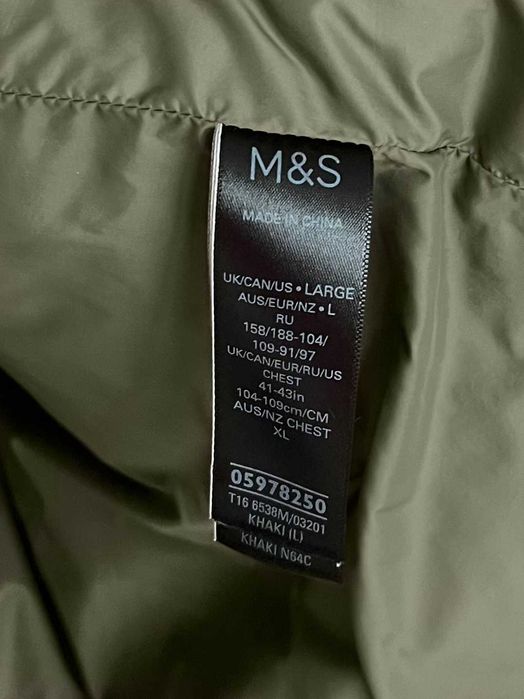 M&S
MADE IN CHINA
UK/CAN/US • LARGE
AUS/EUR/NZ • L
RU
158/188-104/
109-91/97
UK/CAN/EUR/RU/US
CHEST
41-43in
104-109cm/CM
AUS/NZ CHEST
XL
05978250
T16 6538M/03201
KHAKI (L)
KHAKI N64C